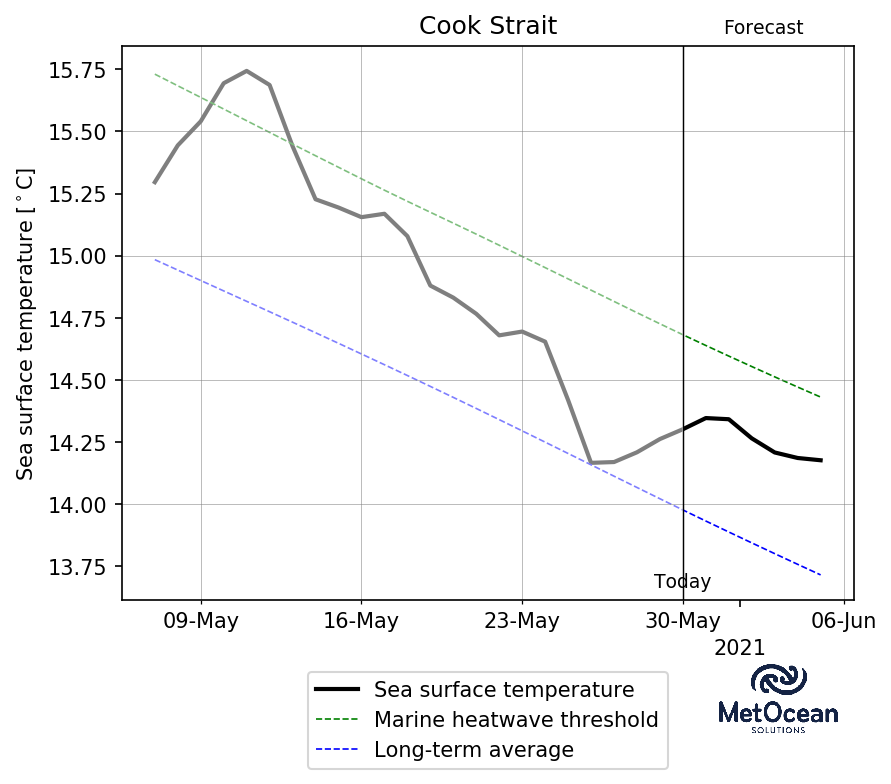 Cook Strait
Forecast
Sea surface temperature [°C]
15.75
15.50
15.25
15.00
14.75
14.50
14.25
14.00
13.75
Today
09-May
16-May
23-May
30-May
06-Jun
2021
Sea surface temperature
Marine heatwave threshold
Long-term average
MetOcean
SOLUTIONS